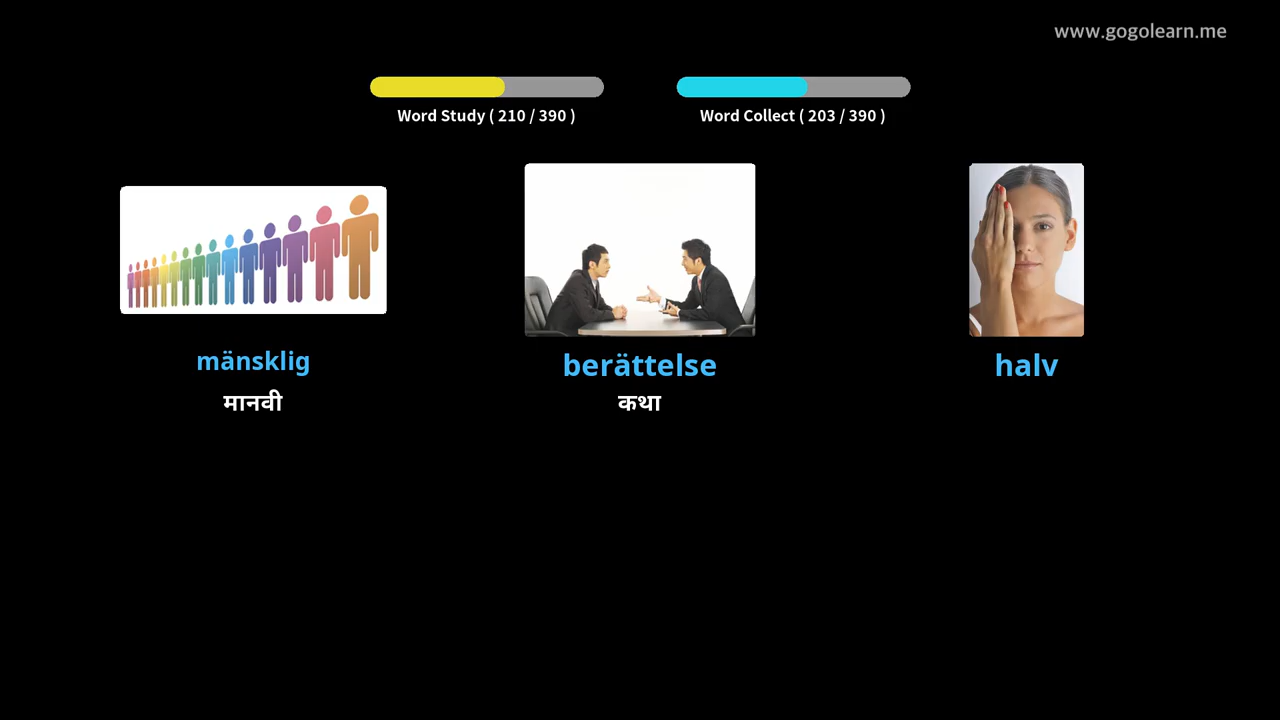 www.gogolearn.me
Word Study ( 210 / 390 )
Word Collect ( 203 / 390 )
mänsklig
berättelse
halv
मानवी
कथा